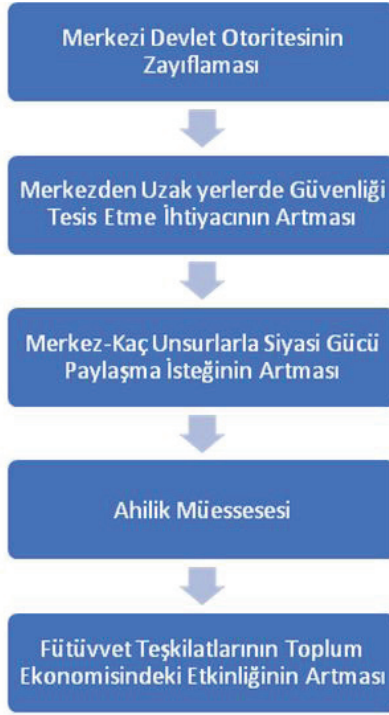 Merkezi Devlet Otoritesinin
Zayıflaması
Merkezden Uzak yerlerde Güvenliği
Tesis Etme İhtiyacının Artması
Merkez-Kaç Unsurlarla Siyasi Gücü
Paylaşma İsteğinin Artması
Ahilik Müessesesi
Fütüvvet Teşkilatlarının Toplum
Ekonomisindeki Etkinliğinin Artması